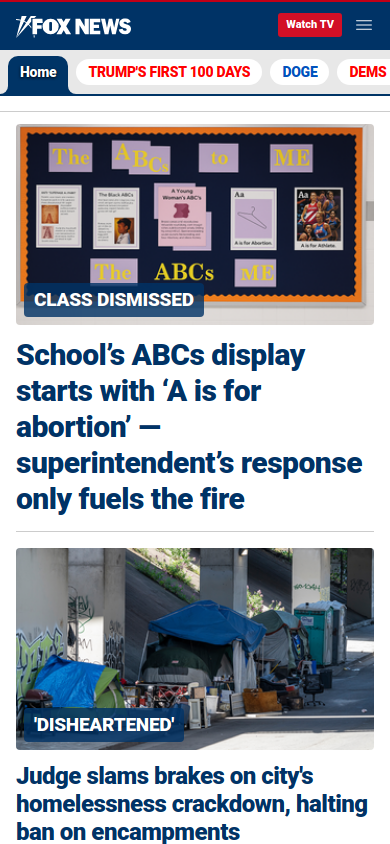 FOX NEWS
Watch TV
Home
TRUMP'S FIRST 100 DAYS
DOGE
DEMS
The ABCs to ME
The Black ABCs
A Young
Woman's ABC's
Aa
Aa
A is for Abortion.
A is for Athlete.
The ABCs ME
CLASS DISMISSED
School’s ABCs display
starts with ‘A is for
abortion’ —
superintendent’s response
only fuels the fire
'DISHEARTENED'
Judge slams brakes on city's
homelessness crackdown, halting
ban on encampments